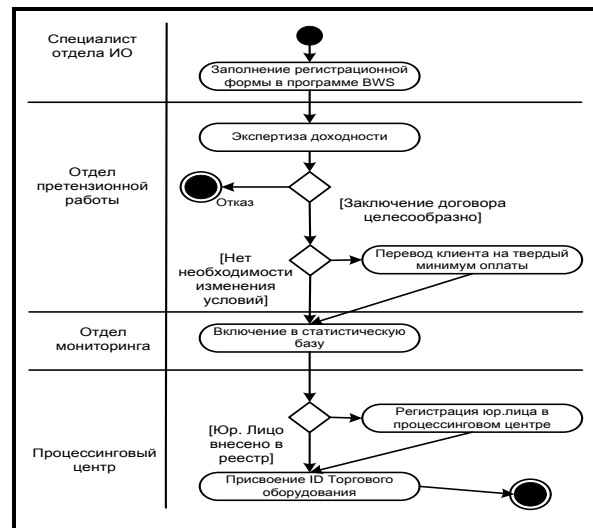 Специалист
отдела ИО
Заполнение регистрационной
формы в программе BWS
Экспертиза доходности
Отдел
претензионной
работы
Отказ
[Заключение договора
целесообразно]
[Нет
необходимости
изменения
условий]
Перевод клиента на твердый
минимум оплаты
Отдел
мониторинга
Включение в статистическую
базу
Процессинговый
центр
[Юр. Лицо
внесено в
реестр]
Регистрация юр.лица в
процессинговом центре
Присвоение ID Торгового
оборудования